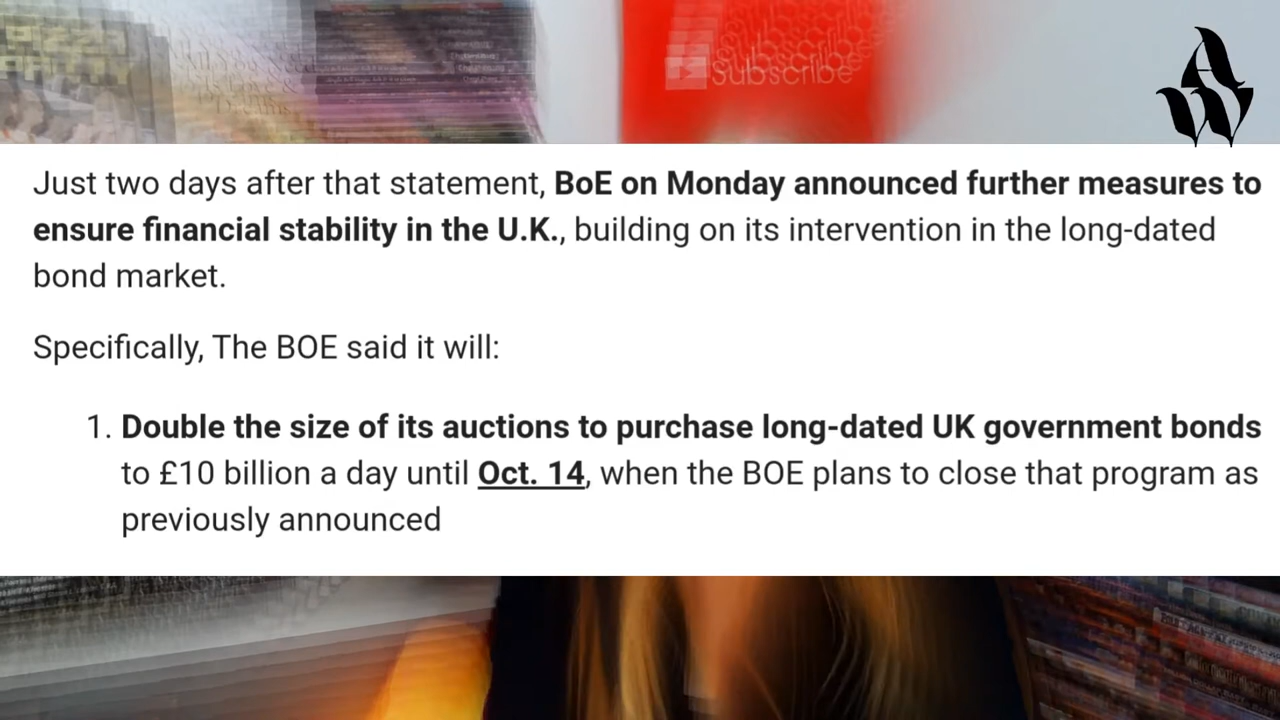 Subscribe
AW
Just two days after that statement, BoE on Monday announced further measures to
ensure financial stability in the U.K., building on its intervention in the long-dated
bond market.
Specifically, The BOE said it will:
1. Double the size of its auctions to purchase long-dated UK government bonds
to £10 billion a day until Oct. 14, when the BOE plans to close that program as
previously announced